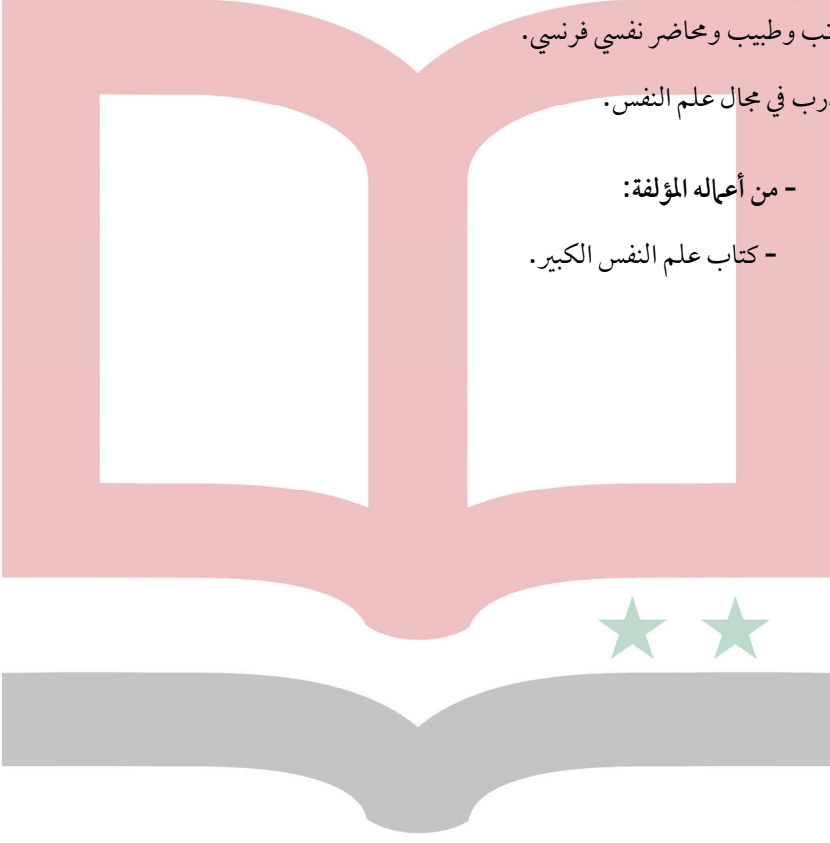 وطبيب ومحاضر نفسي فرنسي.
في مجال علم النفس.
- من أعماله المؤلفة:
- كتاب علم النفس الكبير.